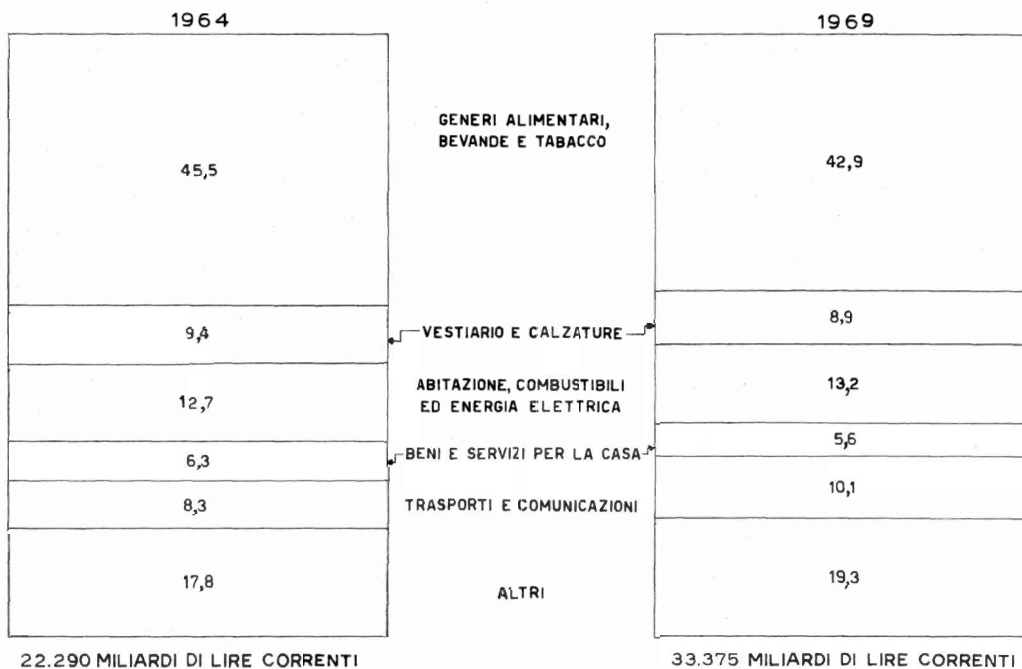 1964
1969
GENERI ALIMENTARI,
BEVANDE E TABACCO
45,5
42,9
9,4
VESTIARIO E CALZATURE
8,9
12,7
ABITAZIONE, COMBUSTIBILI
ED ENERGIA ELETTRICA
13,2
6,3
BENI E SERVIZI PER LA CASA
5,6
8,3
TRASPORTI E COMUNICAZIONI
10,1
17,8
ALTRI
19,3
22.290 MILIARDI DI LIRE CORRENTI
33.375 MILIARDI DI LIRE CORRENTI